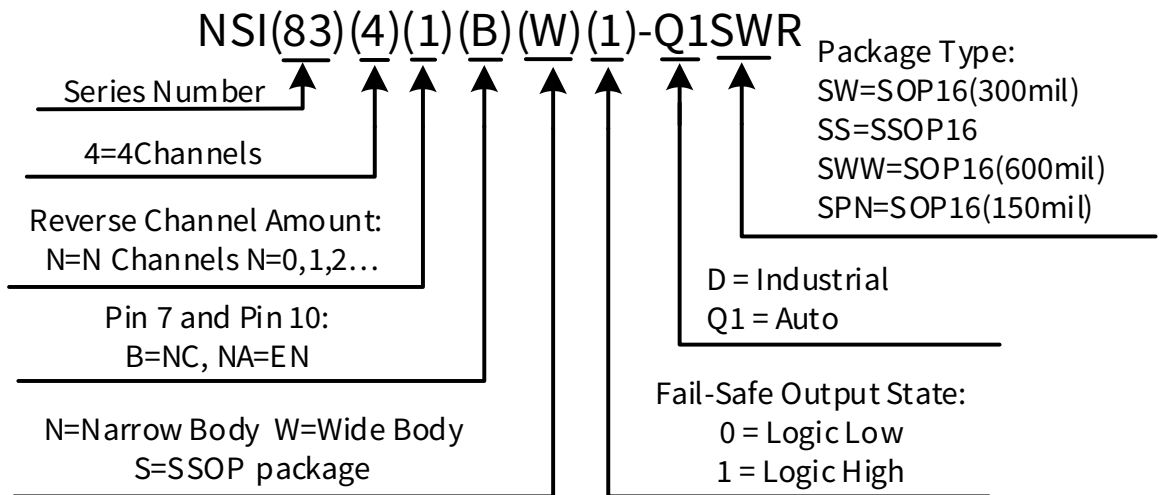 NSI(83)(4)(1)(B)(W)(1)-Q1SWR
Series Number
4=4Channels
Reverse Channel Amount:
N=N Channels N=0,1,2...
Pin 7 and Pin 10:
B=NC, NA=EN
N=Narrow Body W=Wide Body
S=SSOP package
Package Type:
SW=SOP16(300mil)
SS=SSOP16
SWW=SOP16(600mil)
SPN=SOP16(150mil)
D = Industrial
Q1 = Auto
Fail-Safe Output State:
0 = Logic Low
1 = Logic High